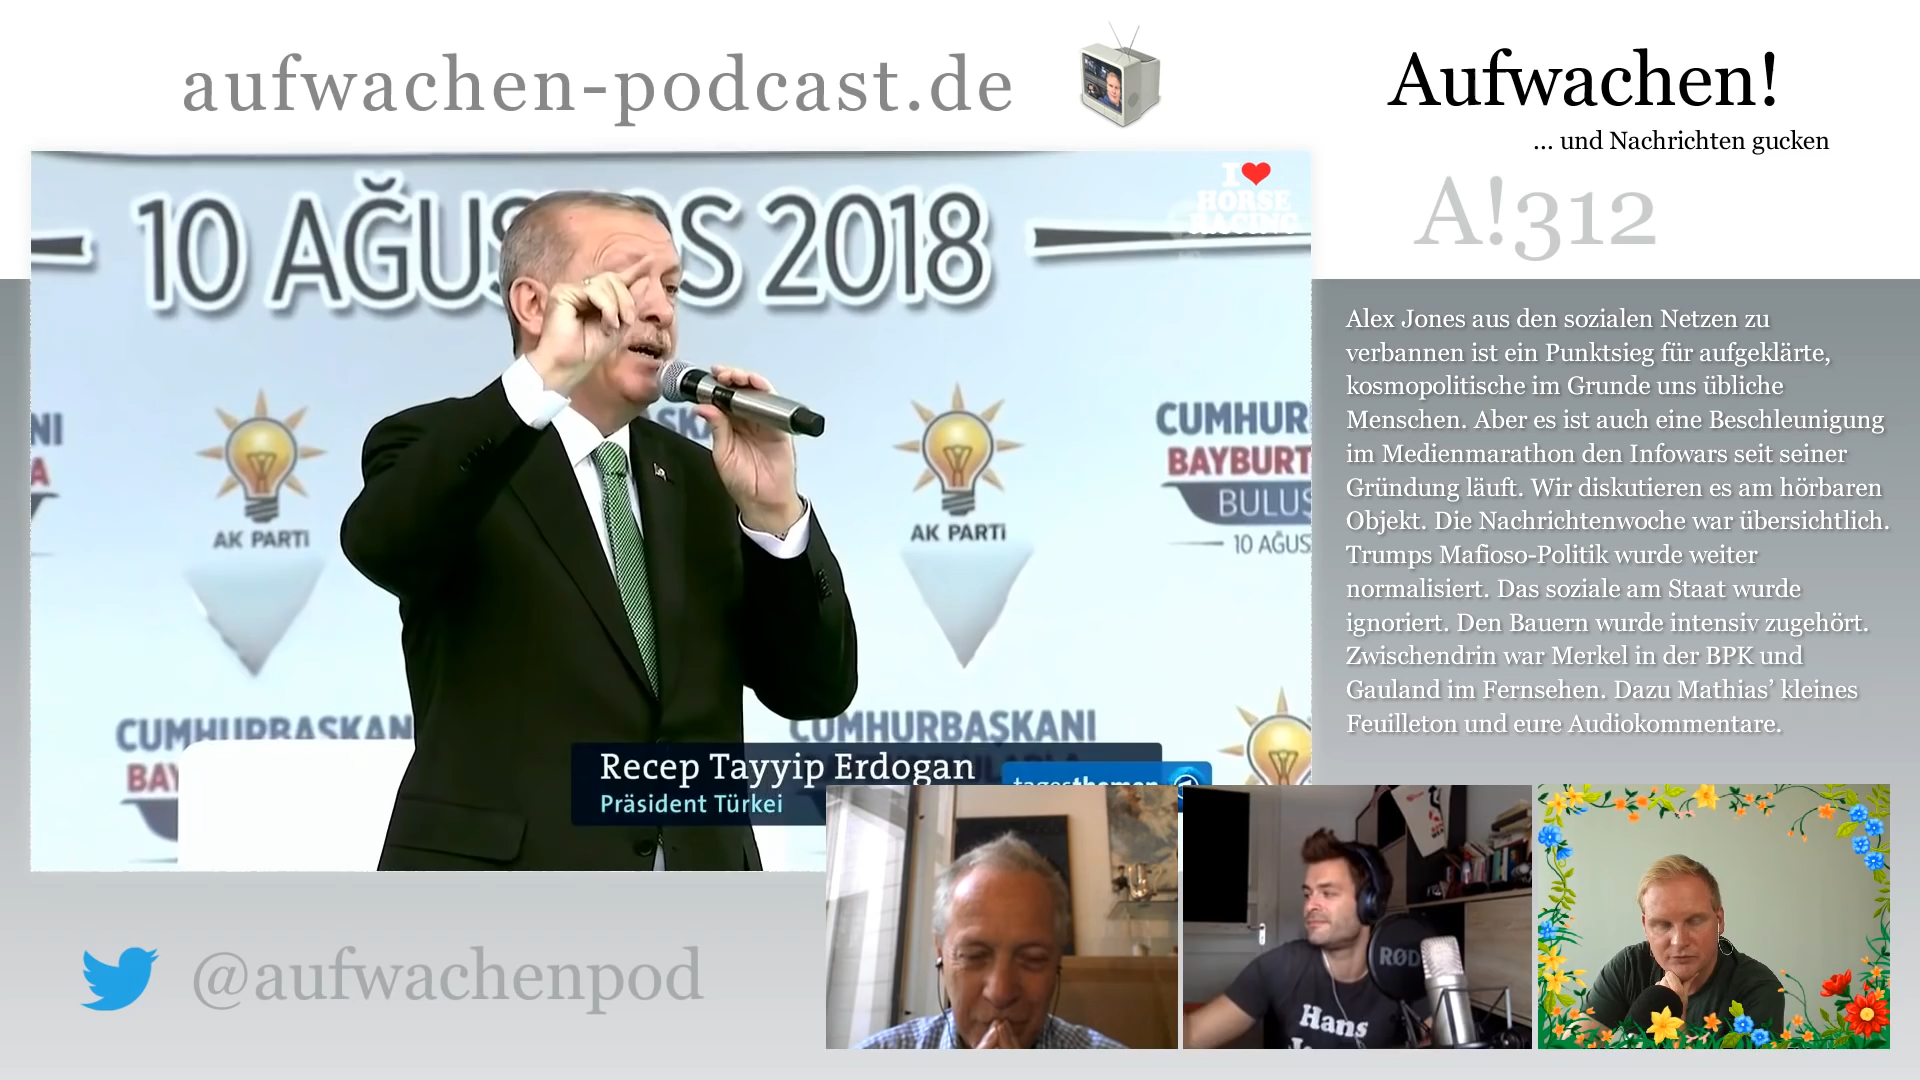 aufwachen-podcast.de
Aufwachen!
... und Nachrichten gucken
A!312
I
HORSE
RACING
10 AĞUS S 2018
CUMHUR
BAYBURT
BULUŞ
10 AĞUS
AK PARTİ
AK PARTİ
CUMHURBAŞKANI
BAY
CUMHURBAŞKANI
Recep Tayyip Erdogan
Präsident Türkei
tagesthemen
Alex Jones aus den sozialen Netzen zu
verbannen ist ein Punktsieg für aufgeklärte,
kosmopolitische im Grunde uns übliche
Menschen. Aber es ist auch eine Beschleunigung
im Medienmarathon den Infowars seit seiner
Gründung läuft. Wir diskutieren es am hörbaren
Objekt. Die Nachrichtenwoche war übersichtlich.
Trumps Mafioso-Politik wurde weiter
normalisiert. Das soziale am Staat wurde
ignoriert. Den Bauern wurde intensiv zugehört.
Zwischendrin war Merkel in der BPK und
Gauland im Fernsehen. Dazu Mathias’ kleines
Feuilleton und eure Audiokommentare.
RØD
Hans
@aufwachenpod